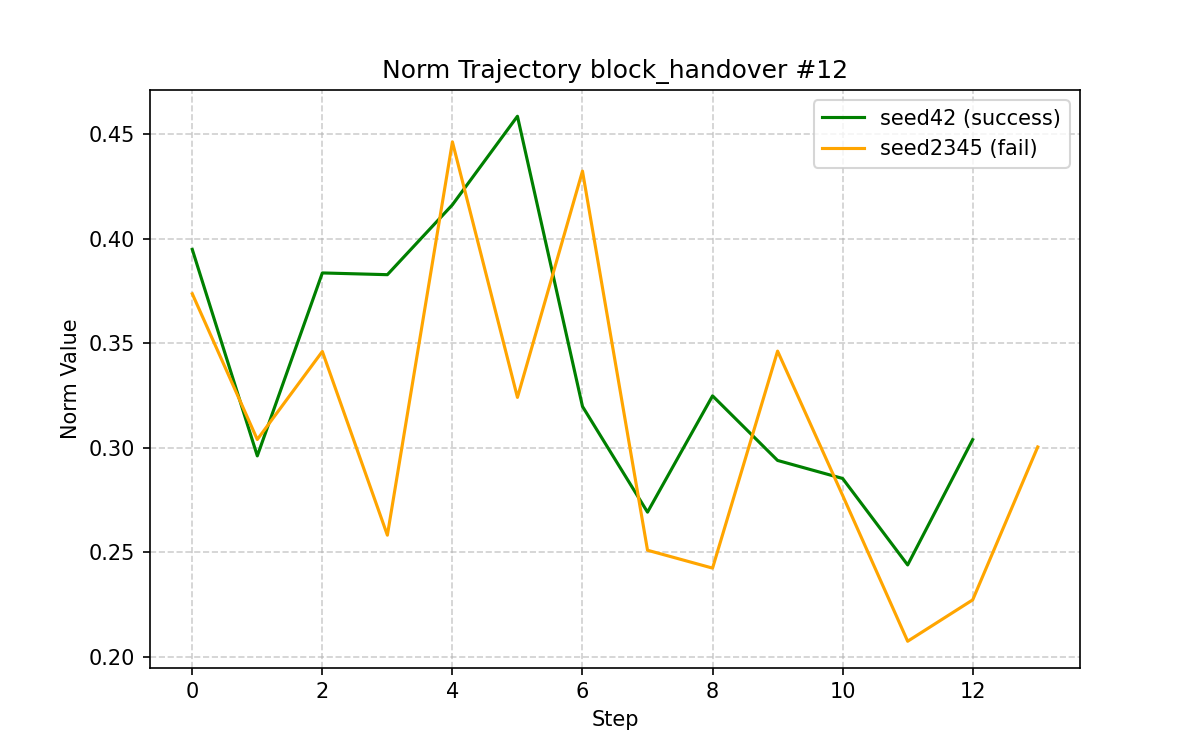 Norm Trajectory block_handover #12
seed42 (success)
seed2345 (fail)
Norm Value
0.45
0.40
0.35
0.30
0.25
0.20
0 2 4 6 8 10 12
Step